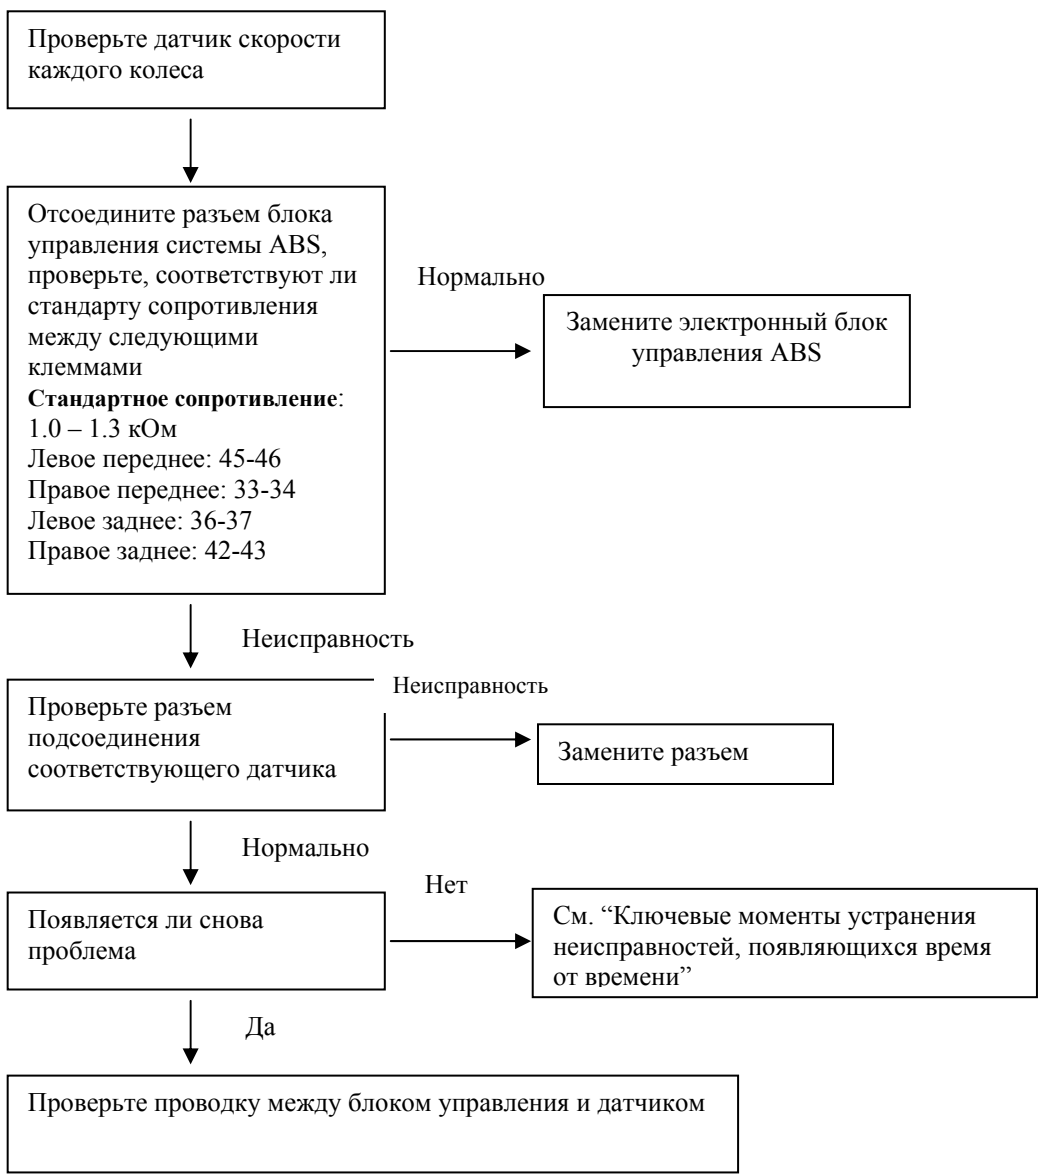 Проверьте датчик скорости
каждого колеса
Отсоедините разъем блока
управления системы ABS,
проверьте, соответствуют ли
стандарту сопротивления
между следующими
клеммами
Стандартное сопротивление:
1.0 – 1.3 кОм
Левое переднее: 45-46
Правое переднее: 33-34
Левое заднее: 36-37
Правое заднее: 42-43
Нормально
Замените электронный блок
управления ABS
Неисправность
Проверьте разъем
подсоединения
соответствующего датчика
Неисправность
Замените разъем
Нормально
Появляется ли снова
проблема
Нет
См. “Ключевые моменты устранения
неисправностей, появляющихся время
от времени”
Да
Проверьте проводку между блоком управления и датчиком